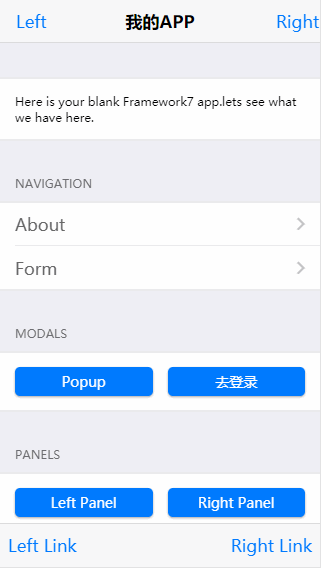 Left 我的APP Right
Here is your blank Framework7 app.lets see what
we have here.
NAVIGATION
About
Form
MODALS
Popup 去登录
PANELS
Left Panel Right Panel
Left Link Right Link